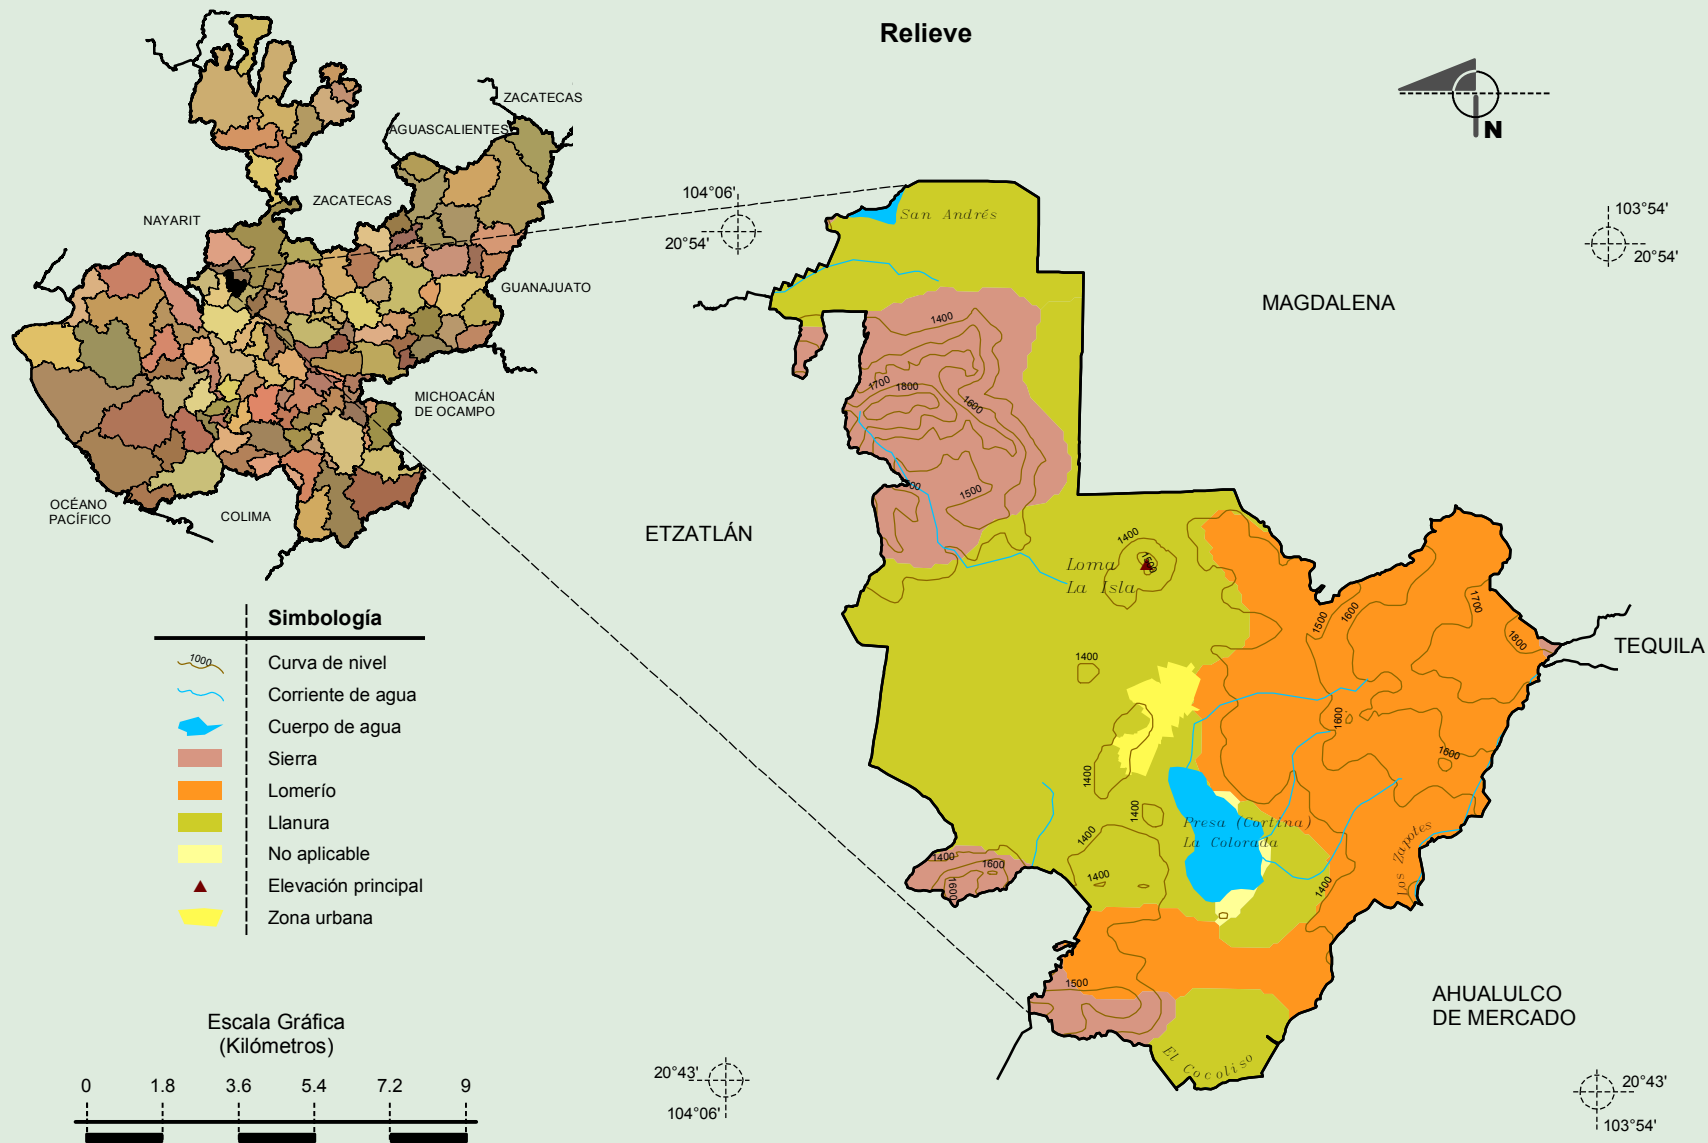 Relieve
N
ZACATECAS
AGUASCALIENTES
ZACATECAS
NAYARIT
GUANAJUATO
MICHOACÁN
DE OCAMPO
OCÉANO
PACÍFICO
COLIMA
104°06'
20°54'
103°54'
20°54'
San Andrés
MAGDALENA
1400
1700
1800
1600
1500
ETZATLÁN
1400
Loma
La Isla
1500
1600
1700
1800
TEQUILA
1400
1600
1600
1400
1400
Presa (Cortina)
La Colorada
1400
1400
1400
Los Zapotes
1400
1600
1600
1500
El Cocoliso
AHUALULCO
DE MERCADO
20°43'
104°06'
20°43'
103°54'
Simbología
1000
Curva de nivel
Corriente de agua
Cuerpo de agua
Sierra
Lomerío
Llanura
No aplicable
Elevación principal
Zona urbana
Escala Gráfica
(Kilómetros)
0 1.8 3.6 5.4 7.2 9